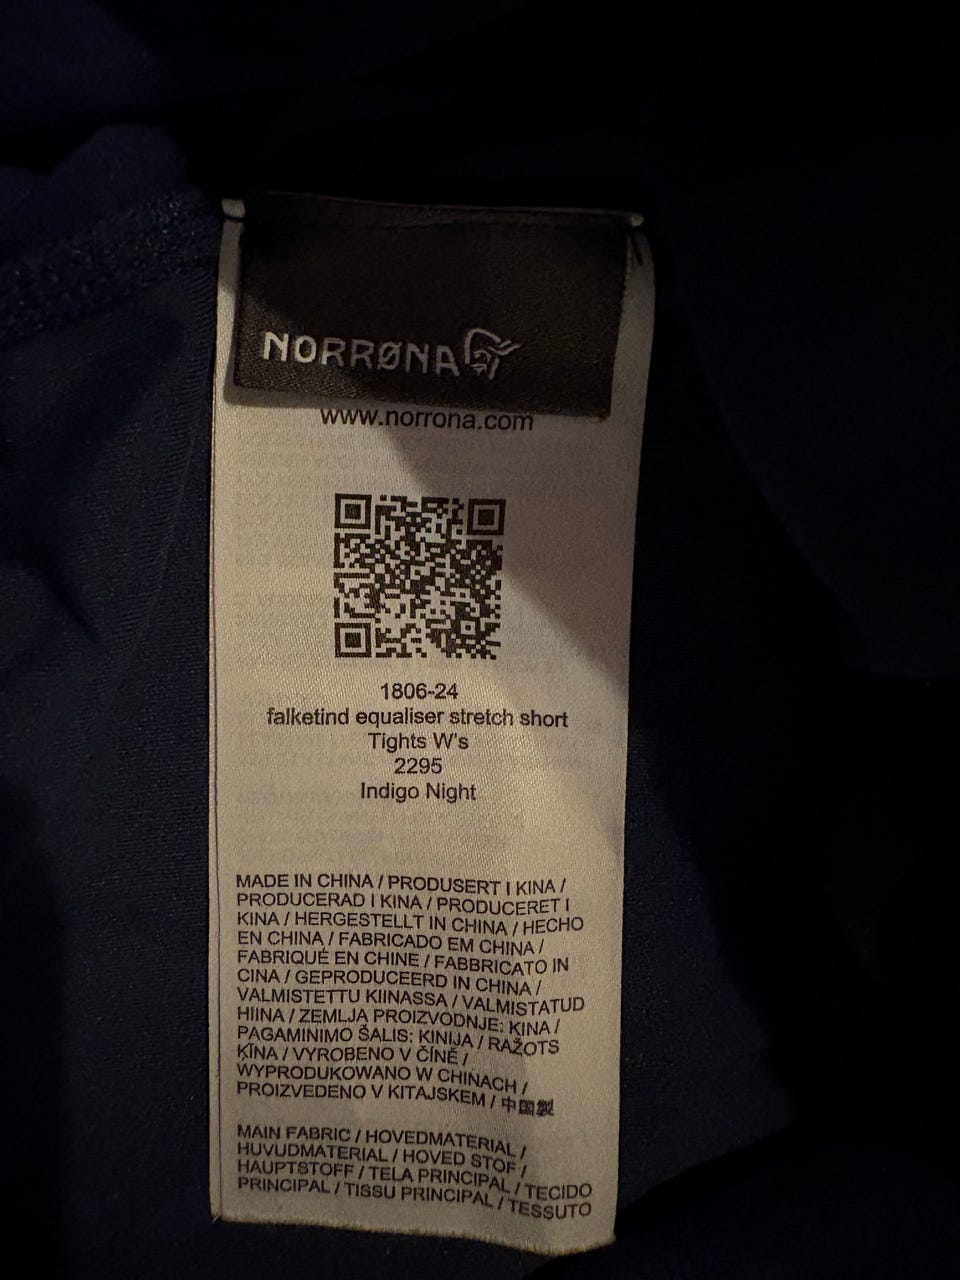 NORRØNA
www.norrona.com
1806-24
falketind equaliser stretch short
Tights W's
2295
Indigo Night
MADE IN CHINA / PRODUSERT I KINA /
PRODUCERAD I KINA / PRODUCERET I
KINA / HERGESTELLT IN CHINA / HECHO
EN CHINA / FABRICADO EM CHINA /
FABRIQUÉ EN CHINE / FABBRICATO IN
CINA / GEPRODUCEERD IN CHINA /
VALMISTETTU KIINASSA / VALMISTATUD
HIINA / ZEMLJA PROIZVODNJE: KINA /
PAGAMINIMO ŠALIS: KINIJA / RAŽOTS
ĶĪNA / VYROBENO V ČÍNĚ /
WYPRODUKOWANO W CHINACH /
PROIZVEDENO V KITAJSKEM / 中国製
MAIN FABRIC / HOVEDMATERIAL /
HUVUDMATERIAL / HOVED STOF /
HAUPTSTOFF / TELA PRINCIPAL / TECIDO
PRINCIPAL / TISSU PRINCIPAL / TESSUTO